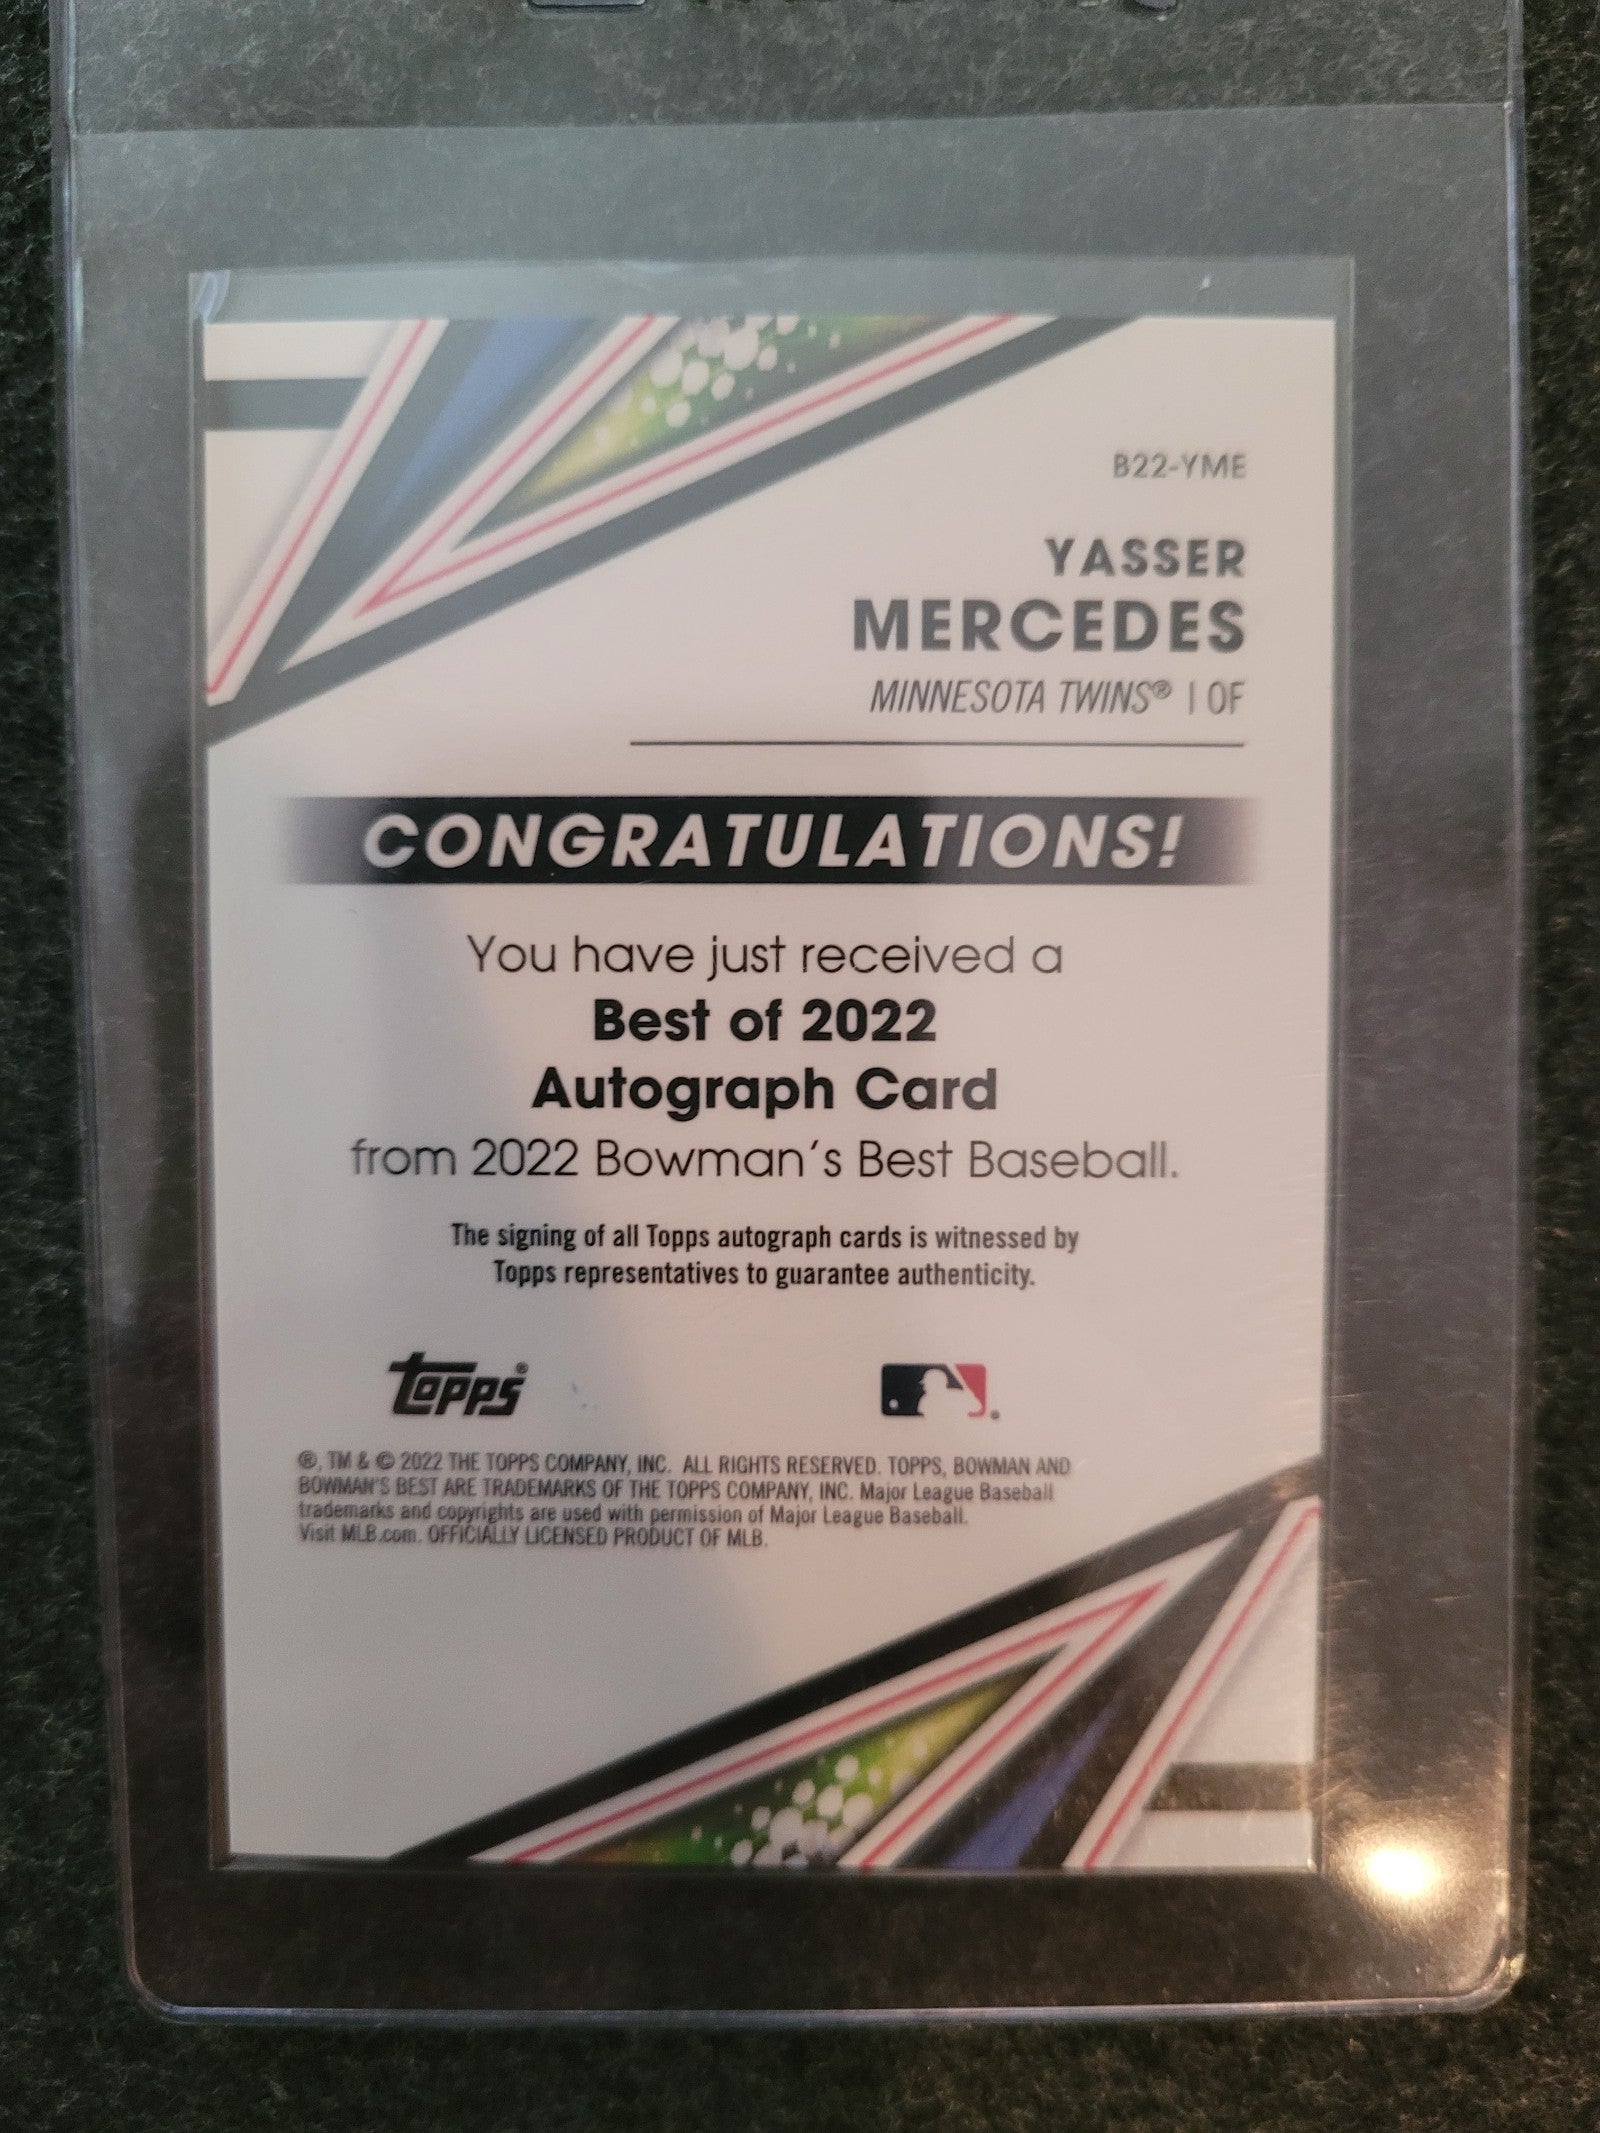 B22-YME
YASSER
MERCEDES
MINNESOTA TWINS® | OF
CONGRATULATIONS!
You have just received a
Best of 2022
Autograph Card
from 2022 Bowman's Best Baseball.
The signing of all Topps autograph cards is witnessed by
Topps representatives to guarantee authenticity.
topps®
®, TM & © 2022 THE TOPPS COMPANY, INC. ALL RIGHTS RESERVED. TOPPS, BOWMAN AND
BOWMAN'S BEST ARE TRADEMARKS OF THE TOPPS COMPANY, INC. Major League Baseball
trademarks and copyrights are used with permission of Major League Baseball.
Visit MLB.com. OFFICIALLY LICENSED PRODUCT OF MLB.